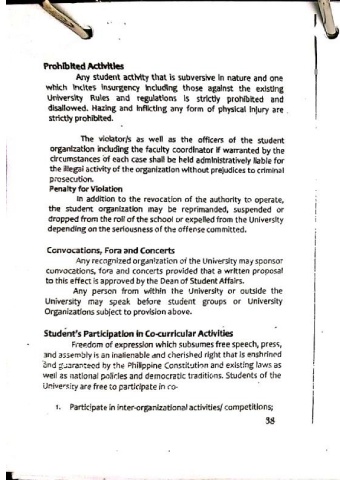 Prohibited Activities
Any student activity that is subversive in nature and one
which incites insurgency including those against the existing
University Rules and regulations is strictly prohibited and
disallowed. Hazing and inflicting any form of physical injury are
strictly prohibited.
The violator/s as well as the officers of the student
organization including the faculty coordinator if warranted by the
circumstances of each case shall be held administratively liable for
the illegal activity of the organization without prejudices to criminal
prosecution.
Penalty for Violation
In addition to the revocation of the authority to operate,
the student organization may be reprimanded, suspended or
dropped from the roll of the school or expelled from the University
depending on the seriousness of the offense committed.
Convocations, Fora and Concerts
Any recognized organization of the University may sponsor
convocations, fora and concerts provided that a written proposal
to this effect is approved by the Dean of Student Affairs.
Any person from within the University or outside the
University may speak before student groups or University
Organizations subject to provision above.
Student's Participation in Co-curricular Activities
Freedom of expression which subsumes free speech, press,
and assembly is an inalienable and cherished right that is enshrined
and guaranteed by the Philippine Constitution and existing laws as
well as national policies and democratic traditions. Students of the
University are free to participate in co-
1. Participate in inter-organizational activities/ competitions;
38